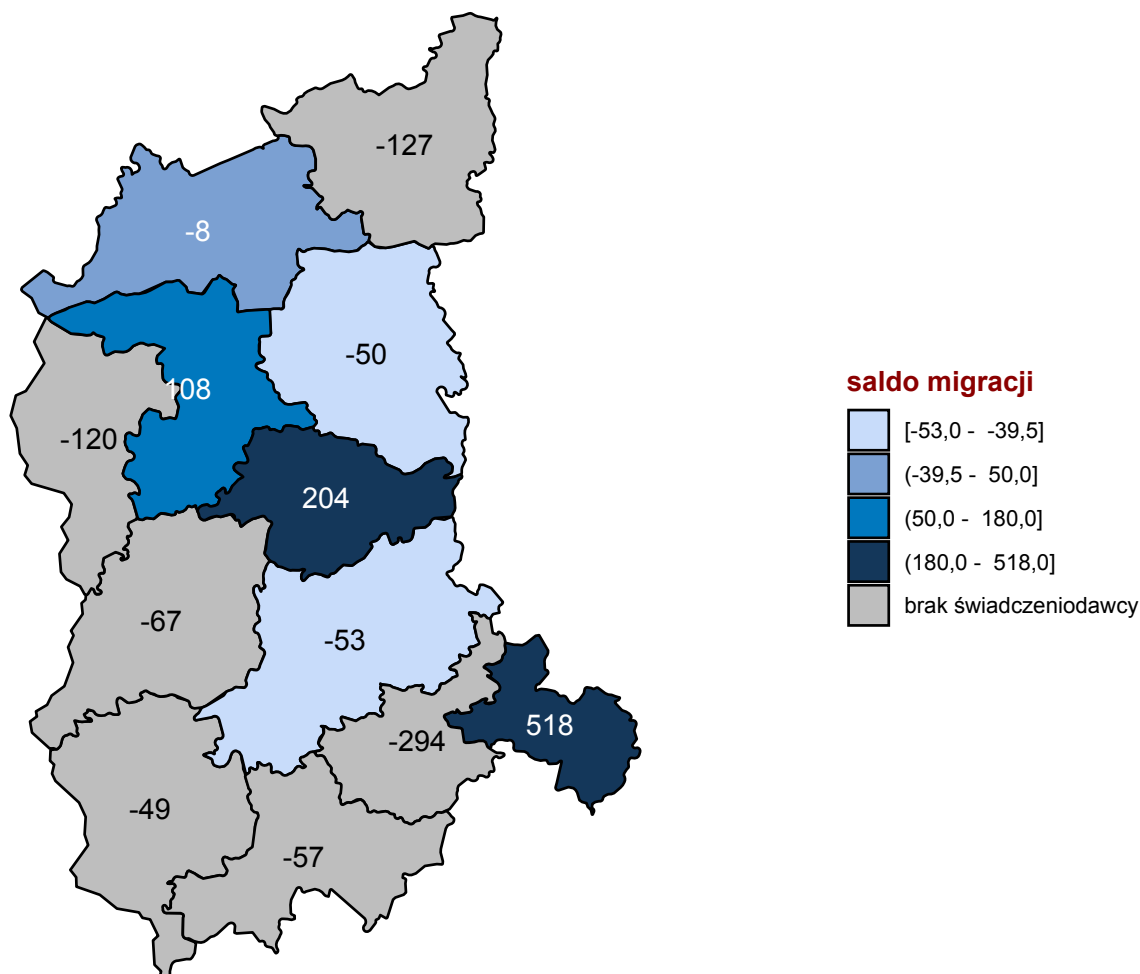 -127
-8
-50
108
-120
204
-67
-53
518
-294
-49
-57
saldo migracji
[-53,0 - -39,5]
(-39,5 - 50,0]
(50,0 - 180,0]
(180,0 - 518,0]
brak świadczeniodawcy